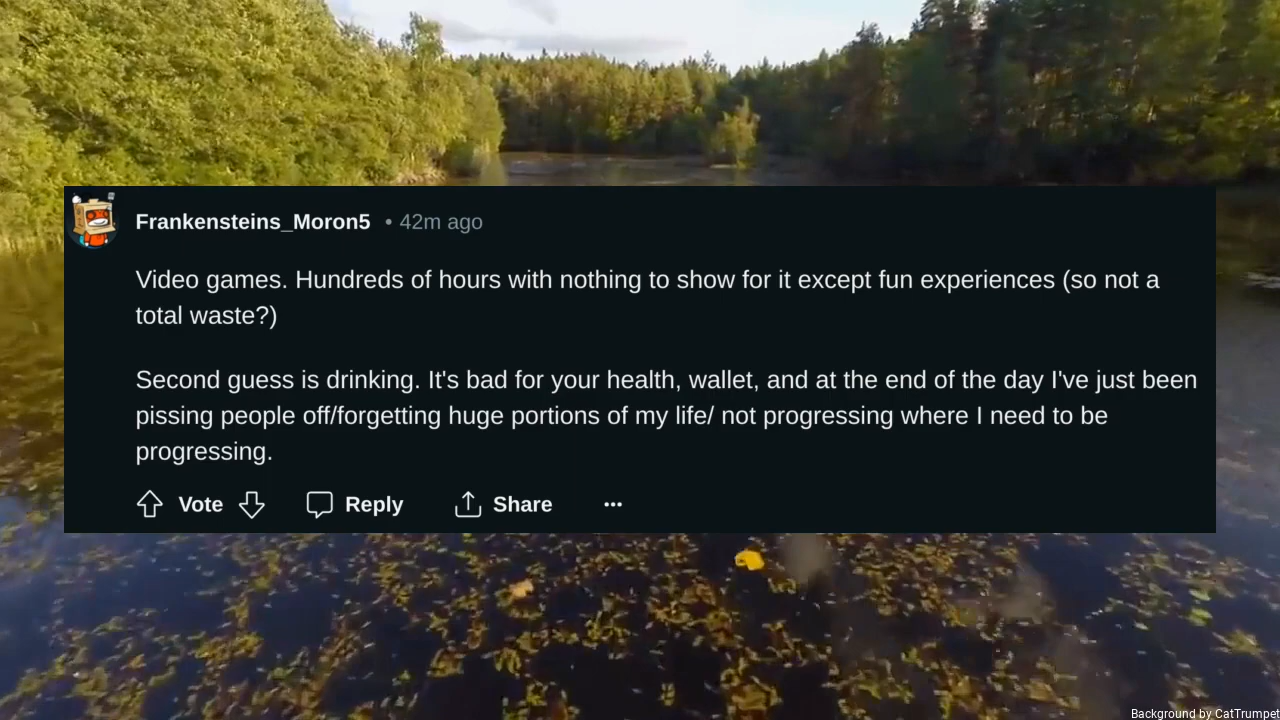 Frankensteins_Moron5 • 42m ago
Video games. Hundreds of hours with nothing to show for it except fun experiences (so not a
total waste?)
Second guess is drinking. It's bad for your health, wallet, and at the end of the day I've just been
pissing people off/forgetting huge portions of my life/ not progressing where I need to be
progressing.
Vote Reply Share ...
Background by CatTrumpet